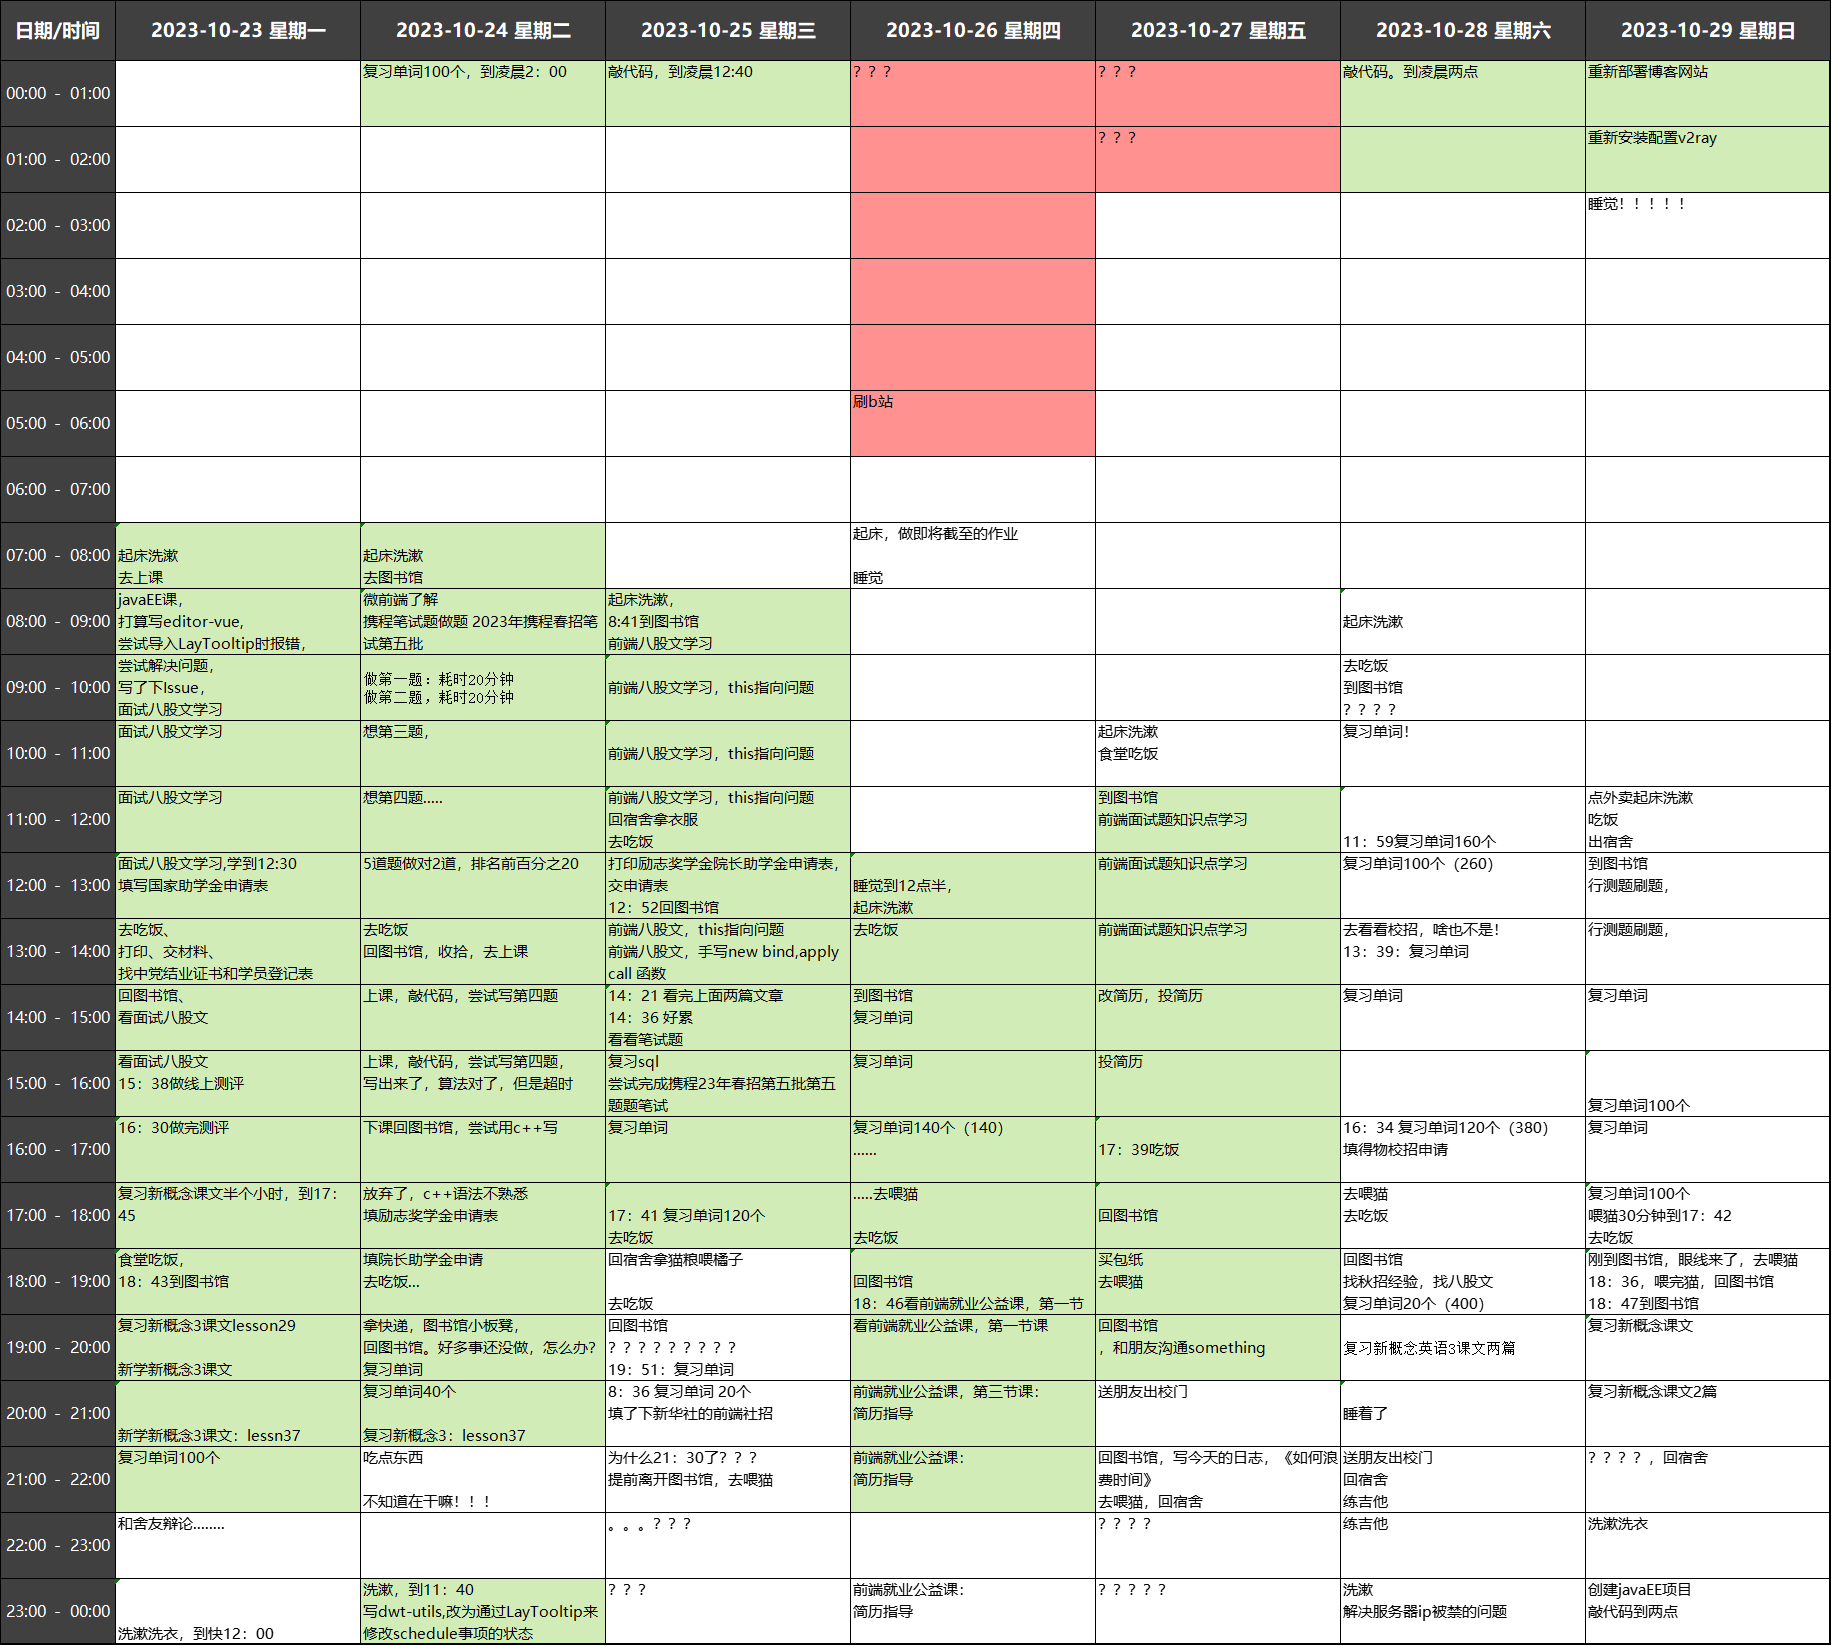 日期/时间
2023-10-23 星期一
2023-10-24 星期二
2023-10-25 星期三
2023-10-26 星期四
2023-10-27 星期五
2023-10-28 星期六
2023-10-29 星期日
00:00 - 01:00
复习单词100个，到凌晨2：00
敲代码，到凌晨12:40
？？？
？？？
敲代码。到凌晨两点
重新部署博客网站
01:00 - 02:00
？？？
重新安装配置v2ray
02:00 - 03:00
睡觉！！！！！
03:00 - 04:00
04:00 - 05:00
05:00 - 06:00
刷b站
06:00 - 07:00
07:00 - 08:00
起床洗漱
去上课
起床洗漱
去图书馆
起床，做即将截至的作业
睡觉
08:00 - 09:00
javaEE课，
打算写editor-vue,
尝试导入LayTooltip时报错，
微前端了解
携程笔试题做题 2023年携程春招笔
试第五批
起床洗漱，
8:41到图书馆
前端八股文学习
起床洗漱
09:00 - 10:00
尝试解决问题，
写了下Issue，
面试八股文学习
做第一题：耗时20分钟
做第二题，耗时20分钟
前端八股文学习，this指向问题
去吃饭
到图书馆
？？？？
10:00 - 11:00
面试八股文学习
想第三题，
前端八股文学习，this指向问题
起床洗漱
食堂吃饭
复习单词！
11:00 - 12:00
面试八股文学习
想第四题.....
前端八股文学习，this指向问题
回宿舍拿衣服
去吃饭
到图书馆
前端面试题知识点学习
11：59复习单词160个
点外卖起床洗漱
吃饭
出宿舍
12:00 - 13:00
面试八股文学习,学到12:30
填写国家助学金申请表
5道题做对2道，排名前百分之20
打印励志奖学金院长助学金申请表，
交申请表
12：52回图书馆
睡觉到12点半，
起床洗漱
前端面试题知识点学习
复习单词100个（260）
到图书馆
行测题刷题，
13:00 - 14:00
去吃饭、
打印、交材料、
找中党结业证书和学员登记表
去吃饭
回图书馆，收拾，去上课
前端八股文，this指向问题
前端八股文，手写new bind,apply
call 函数
去吃饭
前端面试题知识点学习
去看看校招，啥也不是！
13：39：复习单词
行测题刷题，
14:00 - 15:00
回图书馆、
看面试八股文
上课，敲代码，尝试写第四题
14：21 看完上面两篇文章
14：36 好累
看看笔试题
到图书馆
复习单词
改简历，投简历
复习单词
复习单词
15:00 - 16:00
看面试八股文
15：38做线上测评
上课，敲代码，尝试写第四题，
写出来了，算法对了，但是超时
复习sql
尝试完成携程23年春招第五批第五
题题笔试
复习单词
投简历
复习单词100个
16:00 - 17:00
16：30做完测评
下课回图书馆，尝试用c++写
复习单词
复习单词140个（140）
......
17：39吃饭
16：34 复习单词120个（380）
填得物校招申请
复习单词
17:00 - 18:00
复习新概念课文半个小时，到17：
45
放弃了，c++语法不熟悉
填励志奖学金申请表
17：41 复习单词120个
去吃饭
.....去喂猫
去吃饭
回图书馆
去喂猫
去吃饭
复习单词100个
喂猫30分钟到17：42
去吃饭
18:00 - 19:00
食堂吃饭，
18：43到图书馆
填院长助学金申请
去吃饭...
回宿舍拿猫粮喂橘子
去吃饭
回图书馆
18：46看前端就业公益课，第一节
买包纸
去喂猫
回图书馆
找秋招经验，找八股文
复习单词20个（400）
刚到图书馆，眼线来了，去喂猫
18：36，喂完猫，回图书馆
18：47到图书馆
19:00 - 20:00
复习新概念3课文lesson29
新学新概念3课文
拿快递，图书馆小板凳，
回图书馆。好多事还没做，怎么办？
复习单词
回图书馆
？？？？？？？？？
19：51：复习单词
看前端就业公益课，第一节课
回图书馆
，和朋友沟通something
复习新概念英语3课文两篇
复习新概念课文
20:00 - 21:00
新学新概念3课文：lessn37
复习单词40个
复习新概念3：lesson37
8：36 复习单词 20个
填了下新华社的前端社招
前端就业公益课，第三节课：
简历指导
送朋友出校门
睡着了
复习新概念课文2篇
21:00 - 22:00
复习单词100个
吃点东西
不知道在干嘛！！！
为什么21：30了？？？
提前离开图书馆，去喂猫
前端就业公益课：
简历指导
回图书馆，写今天的日志，《如何浪
费时间》
去喂猫，回宿舍
送朋友出校门
回宿舍
练吉他
？？？？，回宿舍
22:00 - 23:00
和舍友辩论........
。。。？？？
？？？？
练吉他
洗漱洗衣
23:00 - 00:00
洗漱洗衣，到快12：00
洗漱，到11：40
写dwt-utils,改为通过LayTooltip来
修改schedule事项的状态
？？？
前端就业公益课：
简历指导
？？？？？
洗漱
解决服务器ip被禁的问题
创建javaEE项目
敲代码到两点